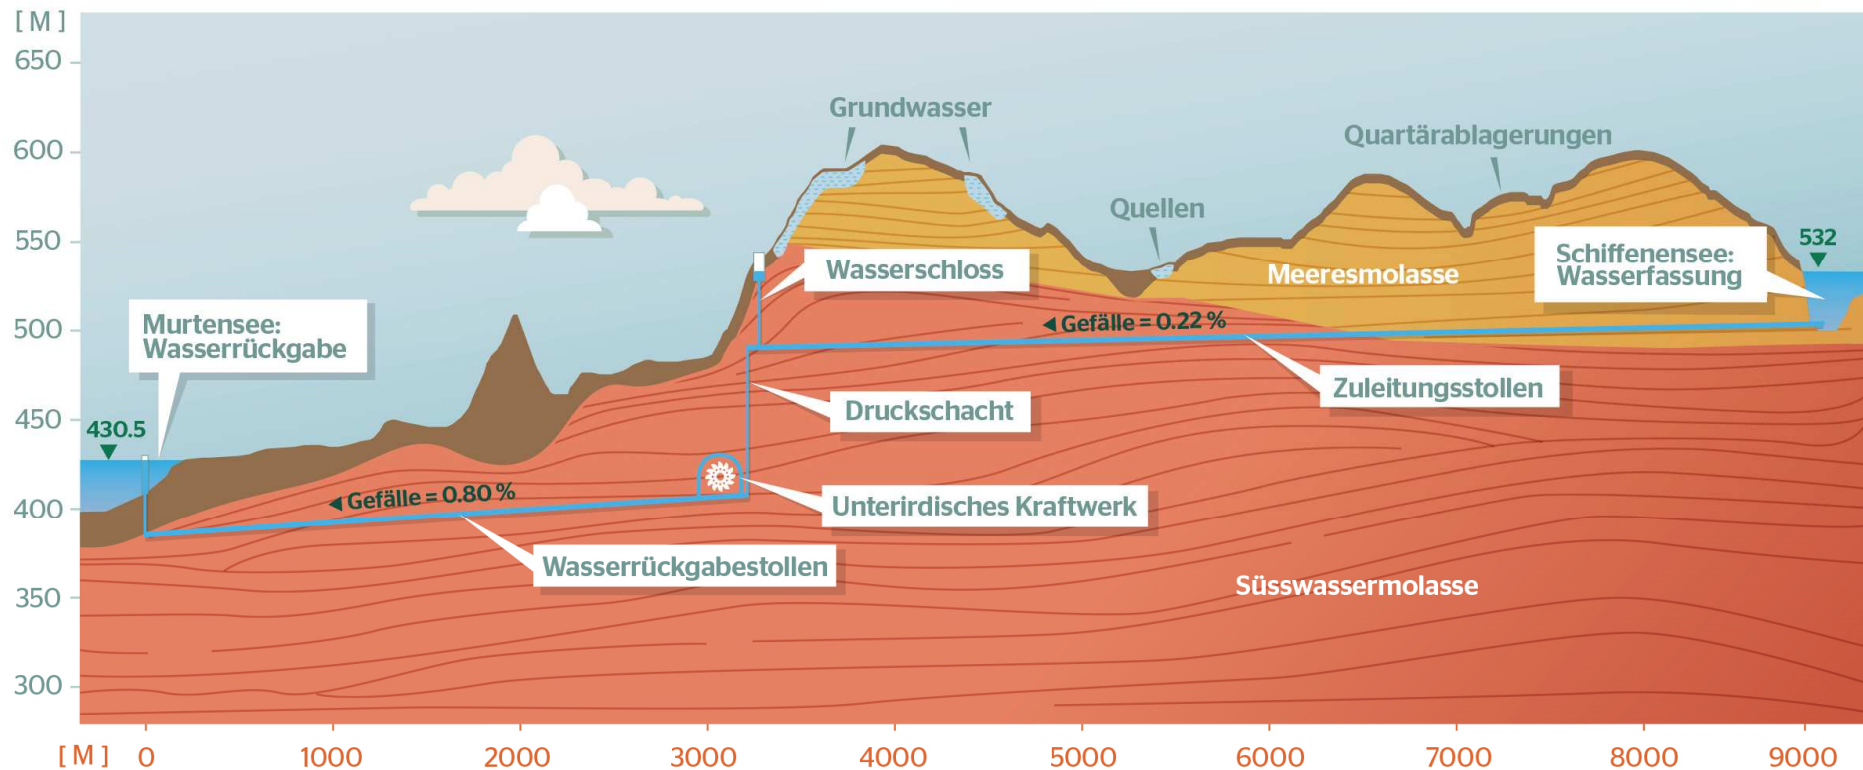 [ M ]
650
600
550
500
450
400
350
300
Grundwasser
Quartärablagerungen
Quellen
532
Schiffenensee:
Wasserfassung
Wasserschloss
Meeresmolasse
Murtensee:
Wasserrückgabe
Gefälle = 0.22 %
Zuleitungsstollen
Druckschacht
430.5
Gefälle = 0.80 %
Unterirdisches Kraftwerk
Wasserrückgabestollen
Süsswassermolasse
[ M ] 0 1000 2000 3000 4000 5000 6000 7000 8000 9000